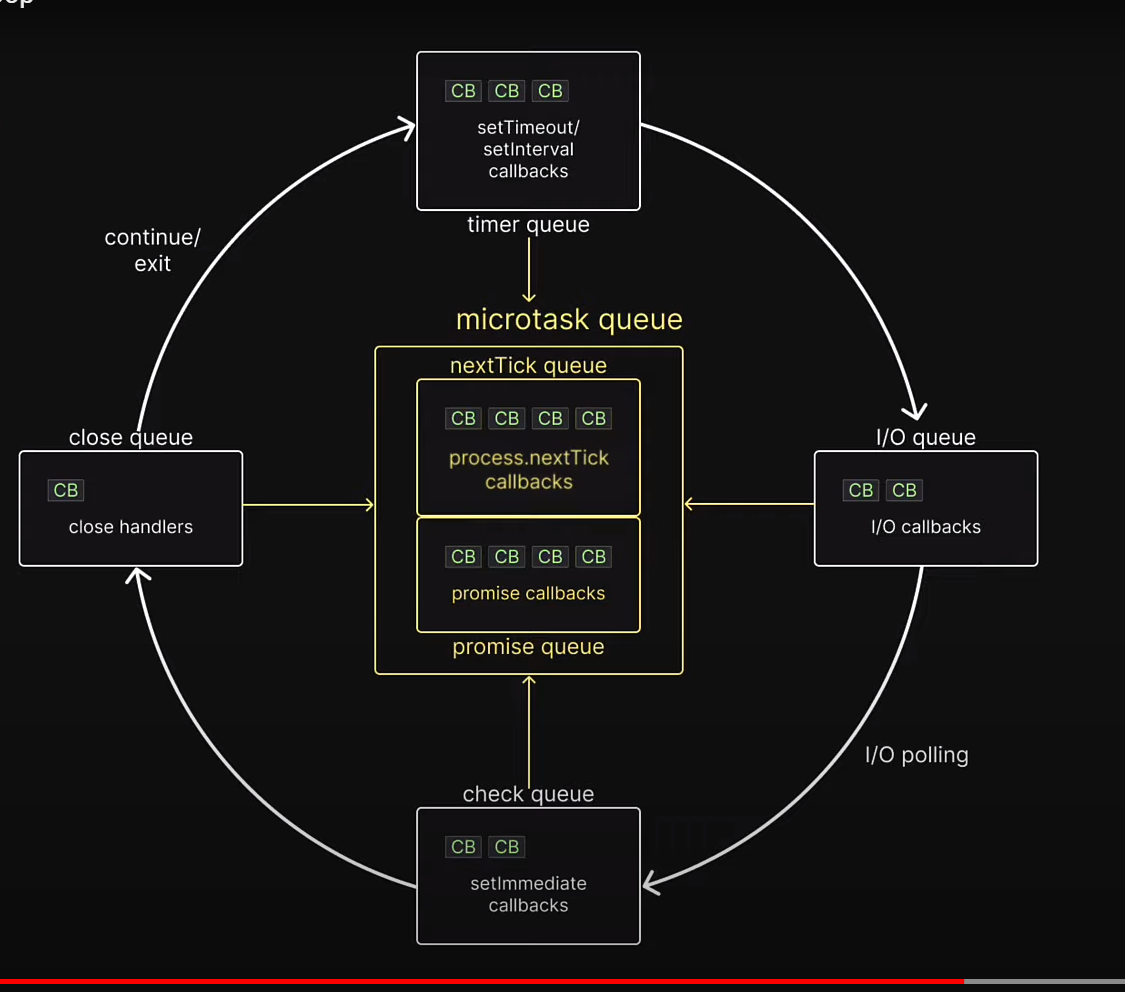 CB CB CB
setTimeout/
setInterval
callbacks
timer queue
continue/
exit
microtask queue
nextTick queue
CB CB CB CB
process.nextTick
callbacks
CB CB CB CB
promise callbacks
promise queue
close queue
CB
close handlers
I/O queue
CB CB
I/O callbacks
I/O polling
check queue
CB CB
setImmediate
callbacks